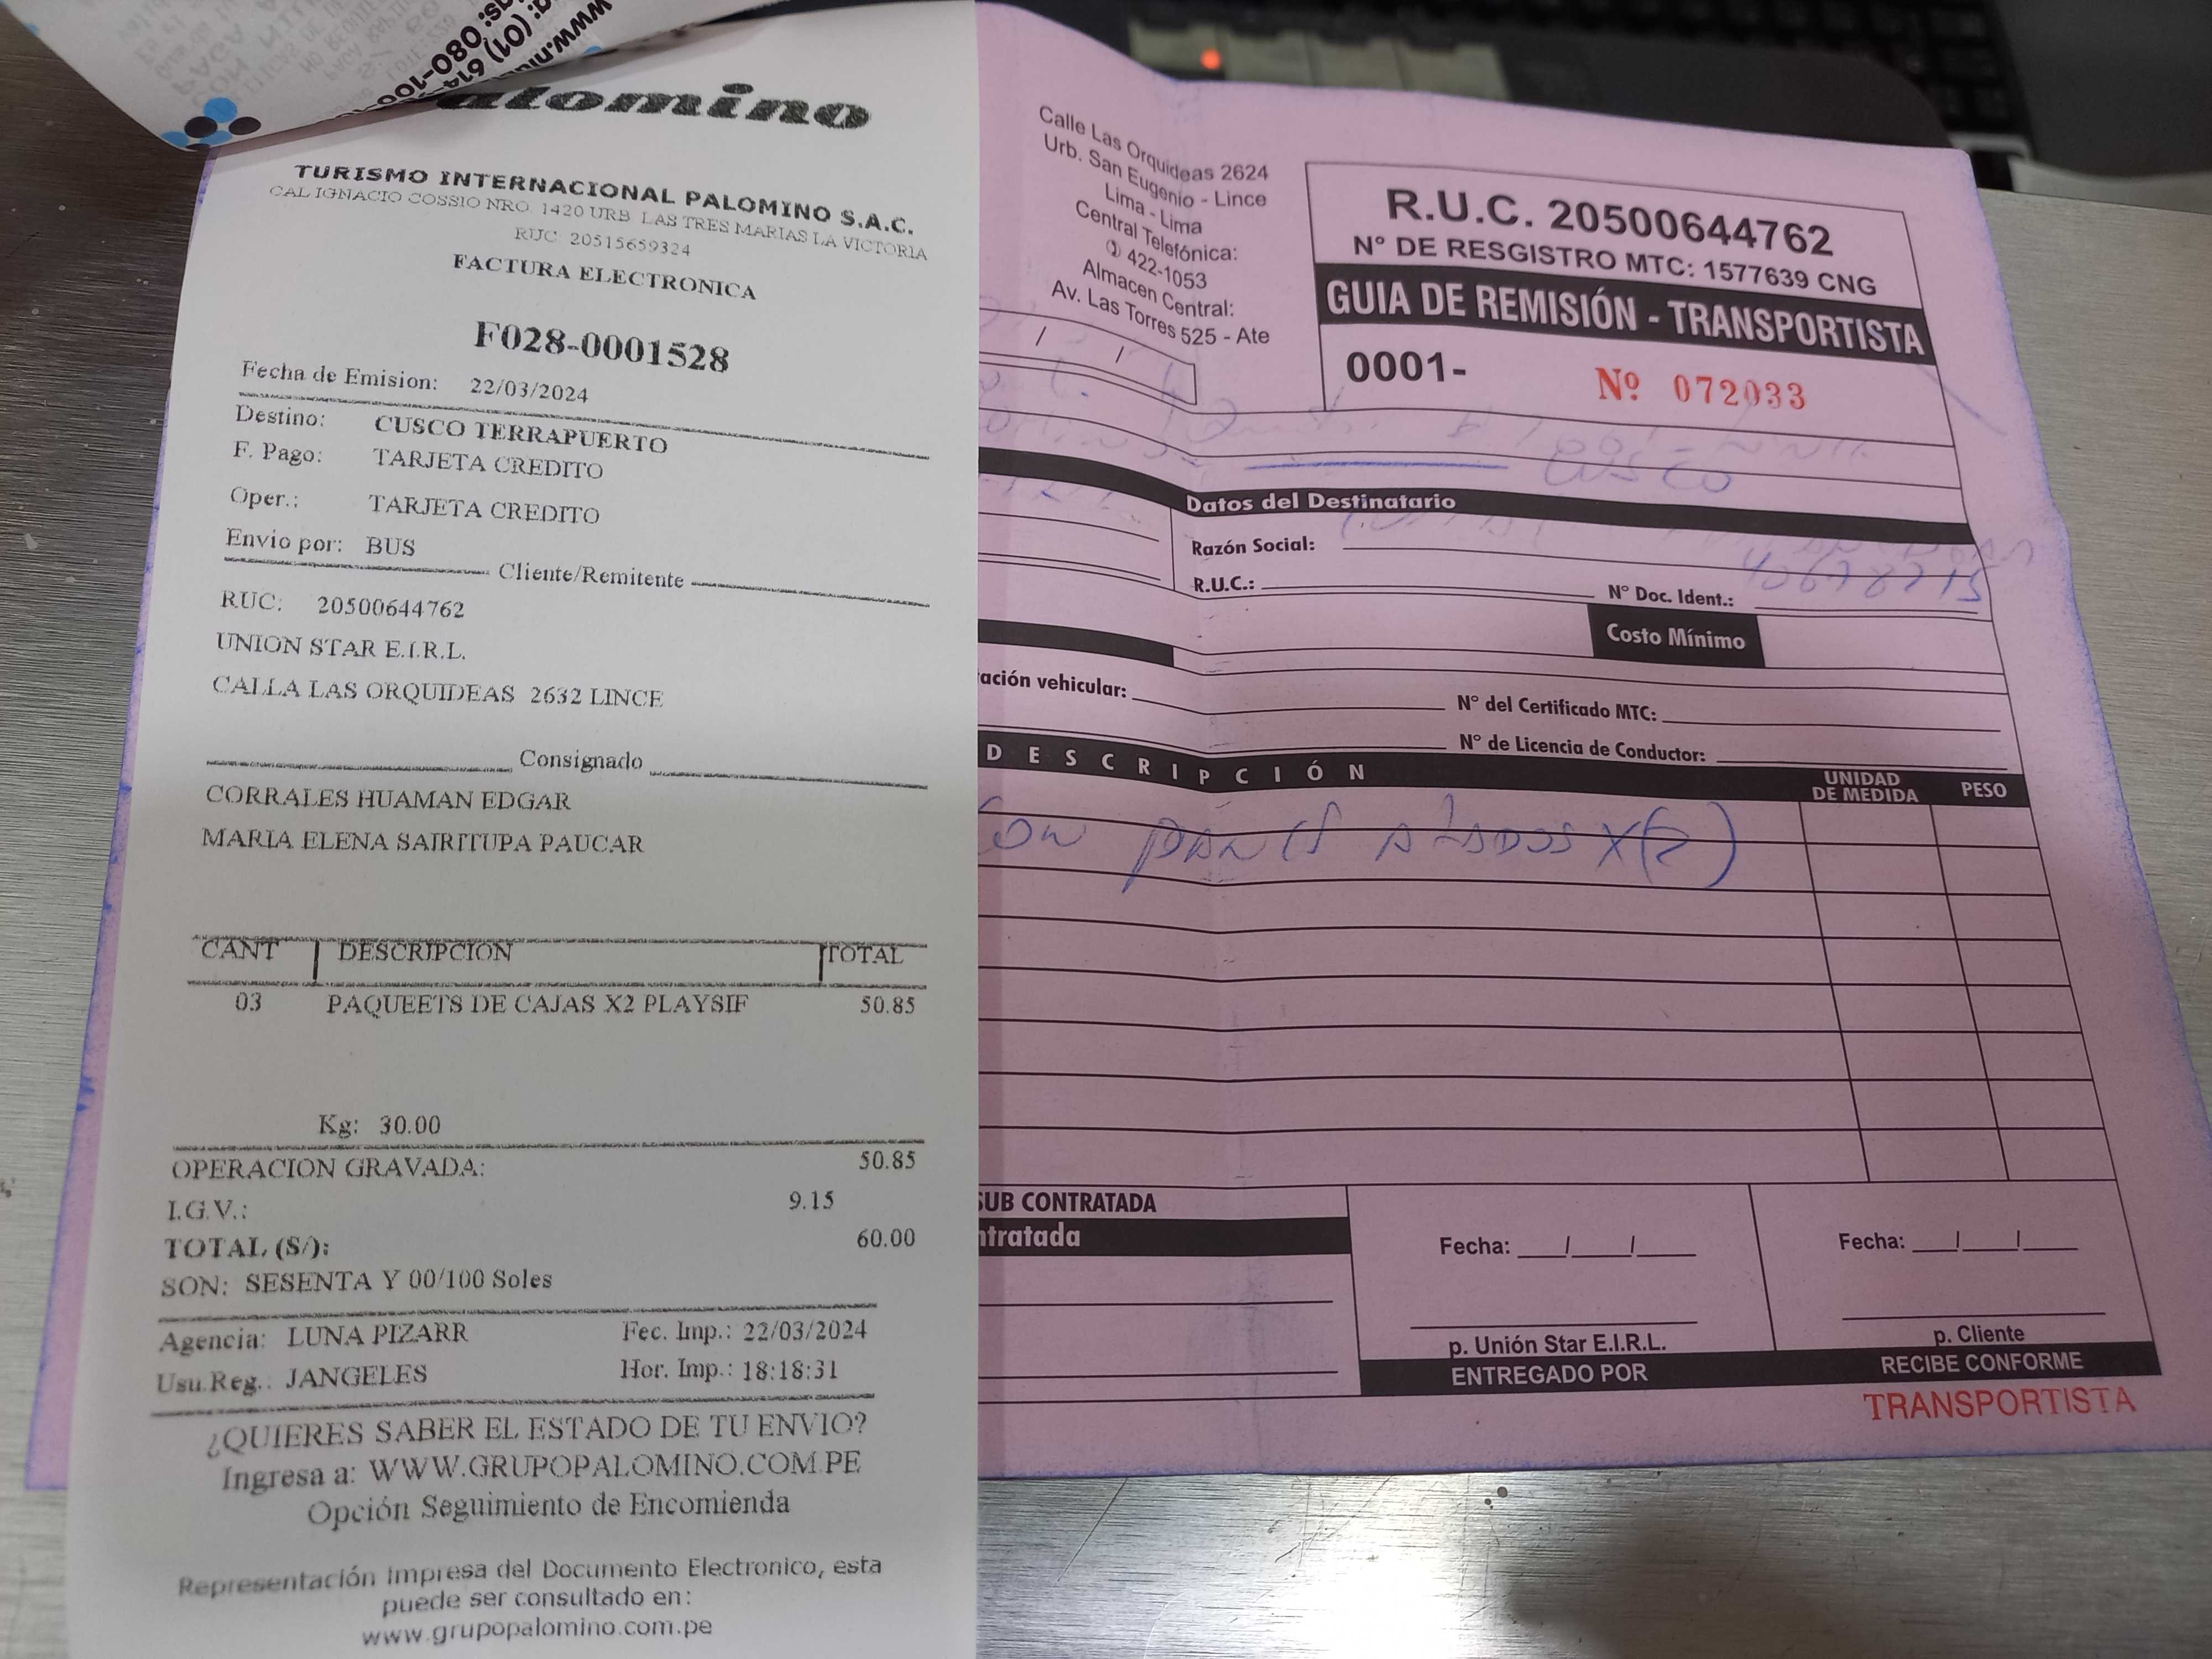 alomino
TURISMO INTERNACIONAL PALOMINO S.A.C.
CAL IGNACIO COSSIO NRO. 1420 URB. LAS TRES MARIAS LA VICTORIA
RUC: 20515659324
FACTURA ELECTRONICA
F028-0001528
Fecha de Emision: 22/03/2024
Destino: CUSCO TERRAPUERTO
F. Pago: TARJETA CREDITO
Oper.: TARJETA CREDITO
Envio por: BUS
Cliente/Remitente
RUC: 20500644762
UNION STAR E.I.R.L.
CALLA LAS ORQUIDEAS 2632 LINCE
Consignado
CORRALES HUAMAN EDGAR
MARIA ELENA SAIRITUPA PAUCAR
CANT DESCRIPCION TOTAL
03 PAQUEETS DE CAJAS X2 PLAYSIF 50.85
Kg: 30.00
OPERACION GRAVADA: 50.85
I.G.V.: 9.15
TOTAL (S/): 60.00
SON: SESENTA Y 00/100 Soles
Agencia: LUNA PIZARR Fec. Imp.: 22/03/2024
Usu.Reg.: JANGELES Hor. Imp.: 18:18:31
¿QUIERES SABER EL ESTADO DE TU ENVIO?
Ingresa a: WWW.GRUPOPALOMINO.COM.PE
Opción Seguimiento de Encomienda
Representación Impresa del Documento Electronico, esta
puede ser consultado en:
www.grupopalomino.com.pe
Calle Las Orquideas 2624
Urb. San Eugenio - Lince
Lima - Lima
Central Telefónica:
422-1053
Almacen Central:
Av. Las Torres 525 - Ate
R.U.C. 20500644762
N° DE RESGISTRO MTC: 1577639 CNG
GUIA DE REMISIÓN - TRANSPORTISTA
0001- Nº 072033
CUSCO
Datos del Destinatario
Razón Social:
R.U.C.: N° Doc. Ident.:
Costo Mínimo
ación vehicular: N° del Certificado MTC:
N° de Licencia de Conductor:
DESCRIPCIÓN UNIDAD DE MEDIDA PESO
X(2)
SUB CONTRATADA
ntratada
Fecha: / / Fecha: / /
p. Unión Star E.I.R.L. p. Cliente
ENTREGADO POR RECIBE CONFORME
TRANSPORTISTA